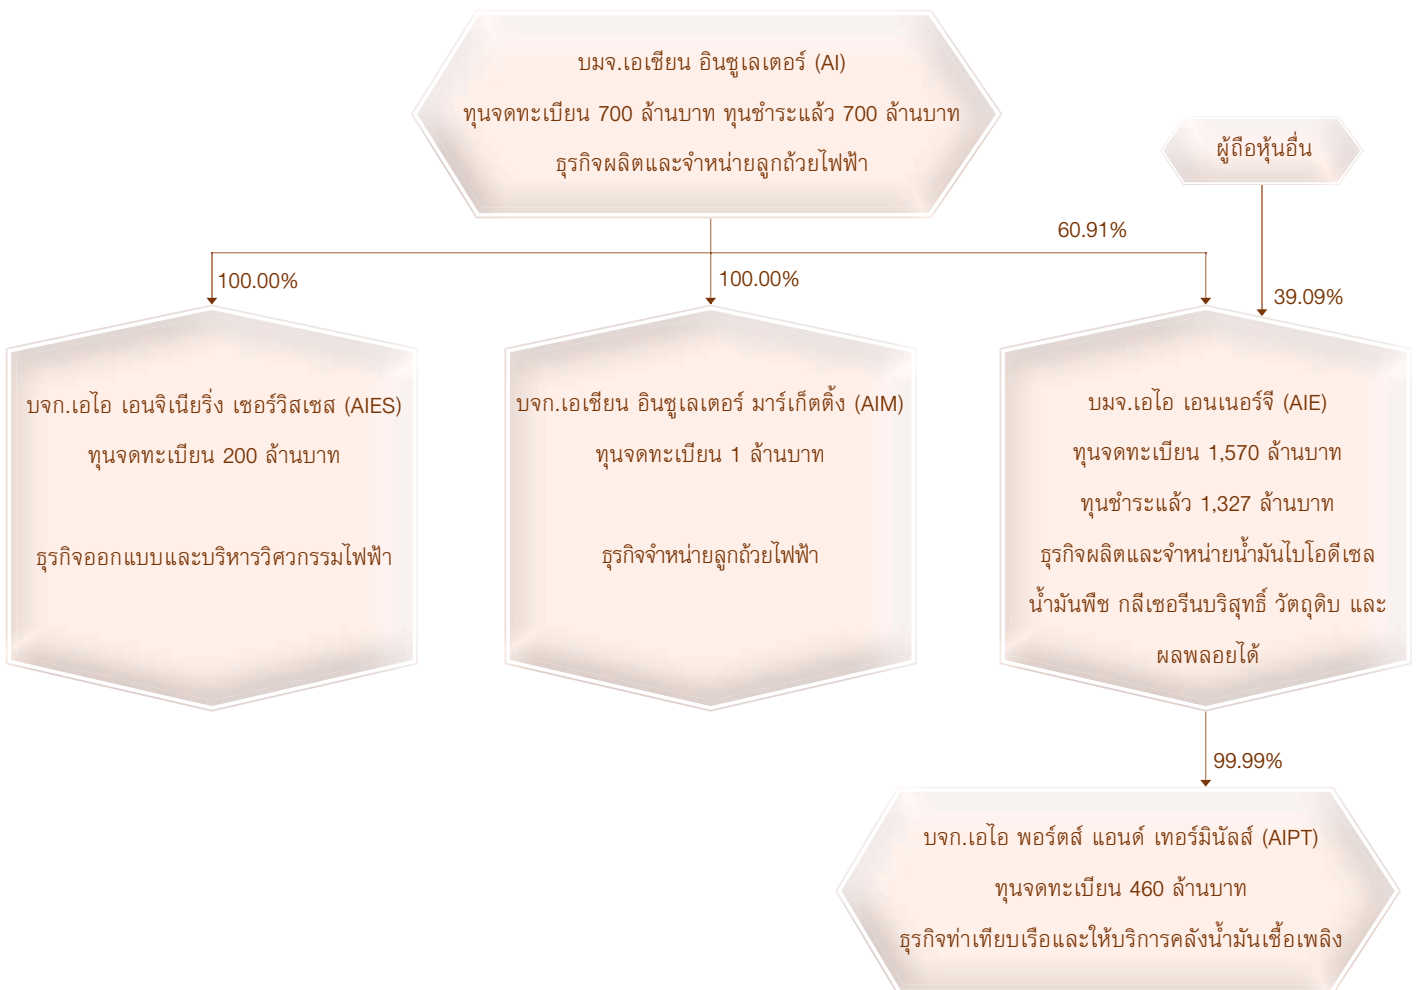 บมจ.เอเชียน อินซูเลเตอร์ (AI)
ทุนจดทะเบียน 700 ล้านบาท ทุนชำระแล้ว 700 ล้านบาท
ธุรกิจผลิตและจำหน่ายลูกถ้วยไฟฟ้า
ผู้ถือหุ้นอื่น
60.91%
100.00%
100.00%
39.09%
บจก.เอไอ เอนจิเนียริ่ง เซอร์วิสเซส (AIES)
ทุนจดทะเบียน 200 ล้านบาท
ธุรกิจออกแบบและบริหารวิศวกรรมไฟฟ้า
บจก.เอเชียน อินซูเลเตอร์ มาร์เก็ตติ้ง (AIM)
ทุนจดทะเบียน 1 ล้านบาท
ธุรกิจจำหน่ายลูกถ้วยไฟฟ้า
บมจ.เอไอ เอนเนอร์จี (AIE)
ทุนจดทะเบียน 1,570 ล้านบาท
ทุนชำระแล้ว 1,327 ล้านบาท
ธุรกิจผลิตและจำหน่ายน้ำมันไบโอดีเซล
น้ำมันพืช กลีเซอรีนบริสุทธิ์ วัตถุดิบ และ
ผลพลอยได้
99.99%
บจก.เอไอ พอร์ตส์ แอนด์ เทอร์มินัลส์ (AIPT)
ทุนจดทะเบียน 460 ล้านบาท
ธุรกิจท่าเทียบเรือและให้บริการคลังน้ำมันเชื้อเพลิง